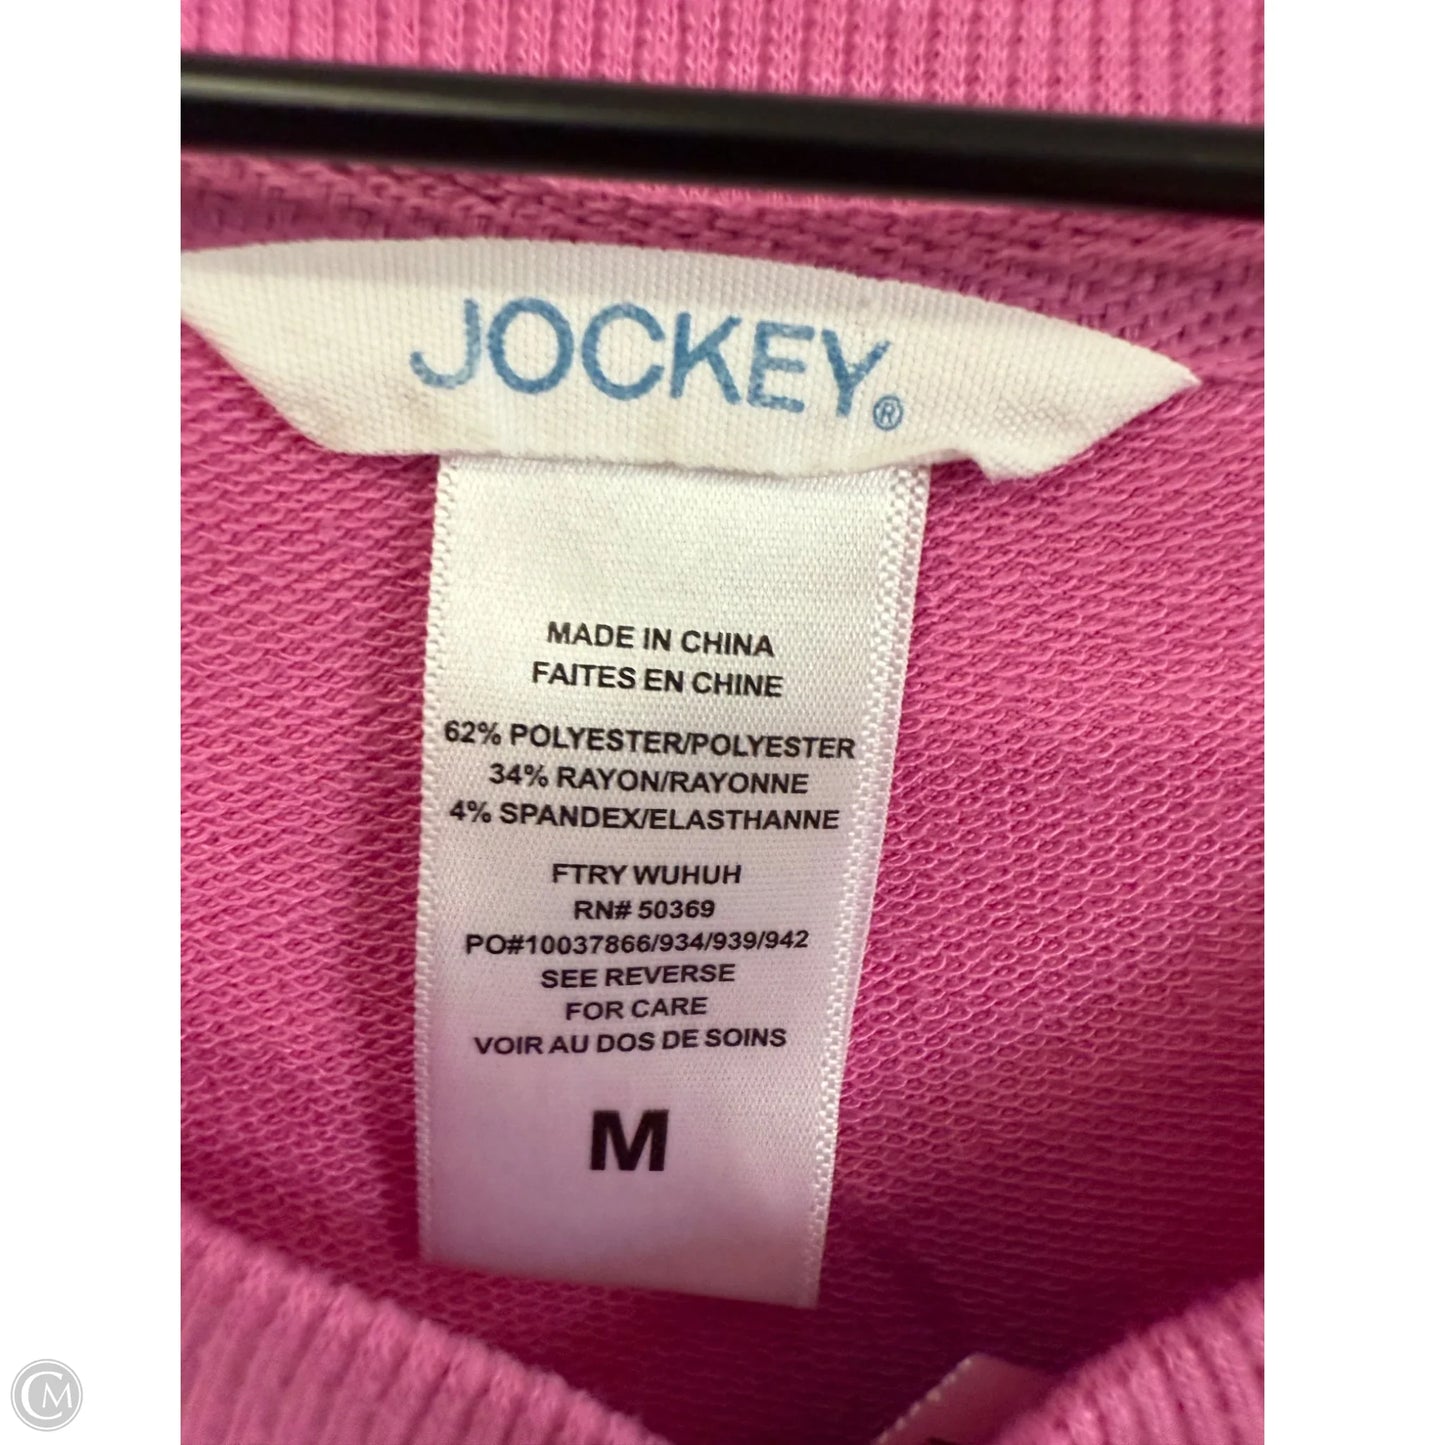 JOCKEY®
MADE IN CHINA
FAITES EN CHINE
62% POLYESTER/POLYESTER
34% RAYON/RAYONNE
4% SPANDEX/ELASTHANNE
FTRY WUHUH
RN# 50369
PO#10037866/934/939/942
SEE REVERSE
FOR CARE
VOIR AU DOS DE SOINS
M
CM